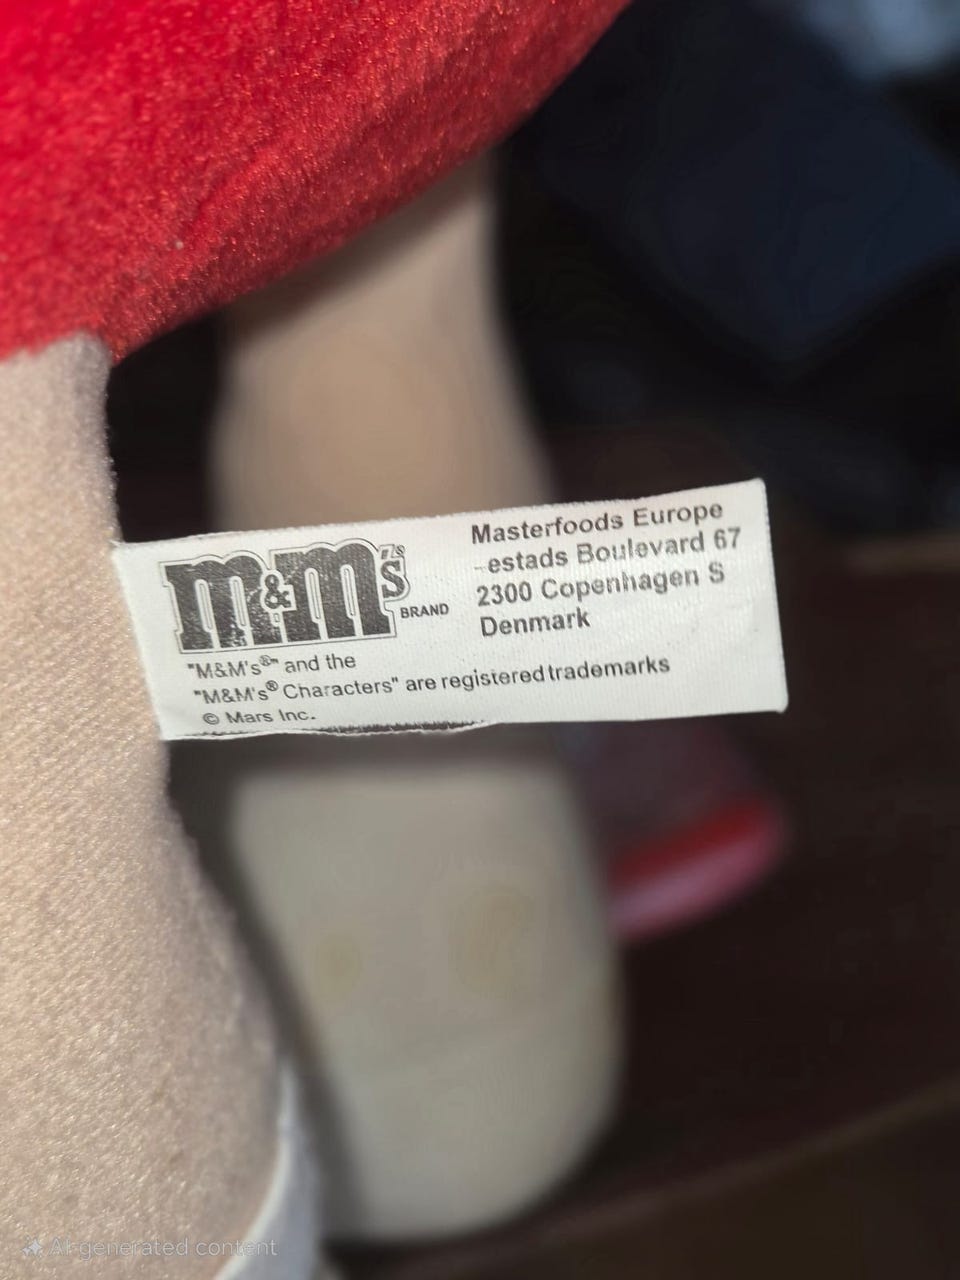 m&m's®
BRAND
Masterfoods Europe
-estads Boulevard 67
2300 Copenhagen S
Denmark
"M&M's®" and the
"M&M's® Characters" are registered trademarks
© Mars Inc.
AI-generated content